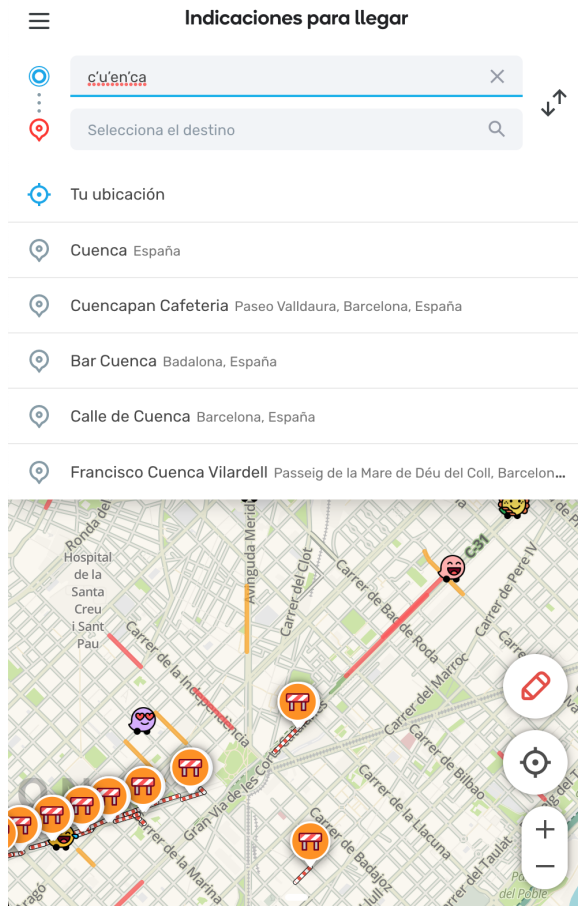 Indicaciones para llegar
c'u'en'ca
Selecciona el destino
Tu ubicación
Cuenca España
Cuencapan Cafeteria Paseo Valldaura, Barcelona, España
Bar Cuenca Badalona, España
Calle de Cuenca Barcelona, España
Francisco Cuenca Vilardell Passeig de la Mare de Déu del Coll, Barcelon...
Ronda del
Avinguda Merid
C-31
Hospital
de la
Santa
Creu
i Sant
Pau
Carrer del Clot
Carrer de Bac de Roda
Carrer de Pere IV
Carrer de la Independència
Carrer del Marroc
Carrer de Bilbao
Gran Via de les Corts Catalanes
Carrer de la Llacuna
Carrer de Badajoz
Carrer de la Marina
Carrer del Taulat
del Poble